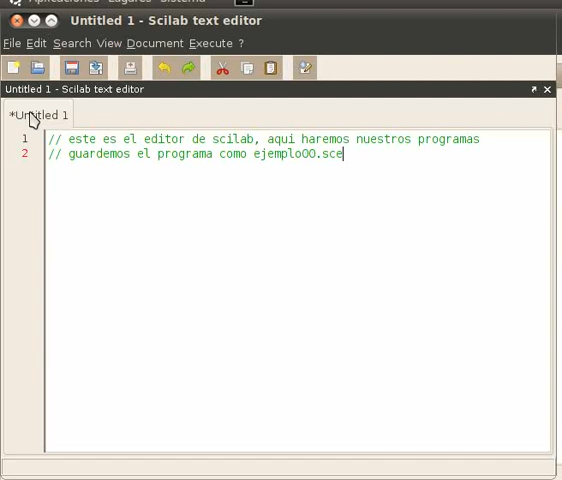 Untitled 1 - Scilab text editor
File Edit Search View Document Execute ?
Untitled 1 - Scilab text editor
*Untitled 1
1 // este es el editor de scilab, aqui haremos nuestros programas
2 // guardemos el programa como ejemplo00.sce